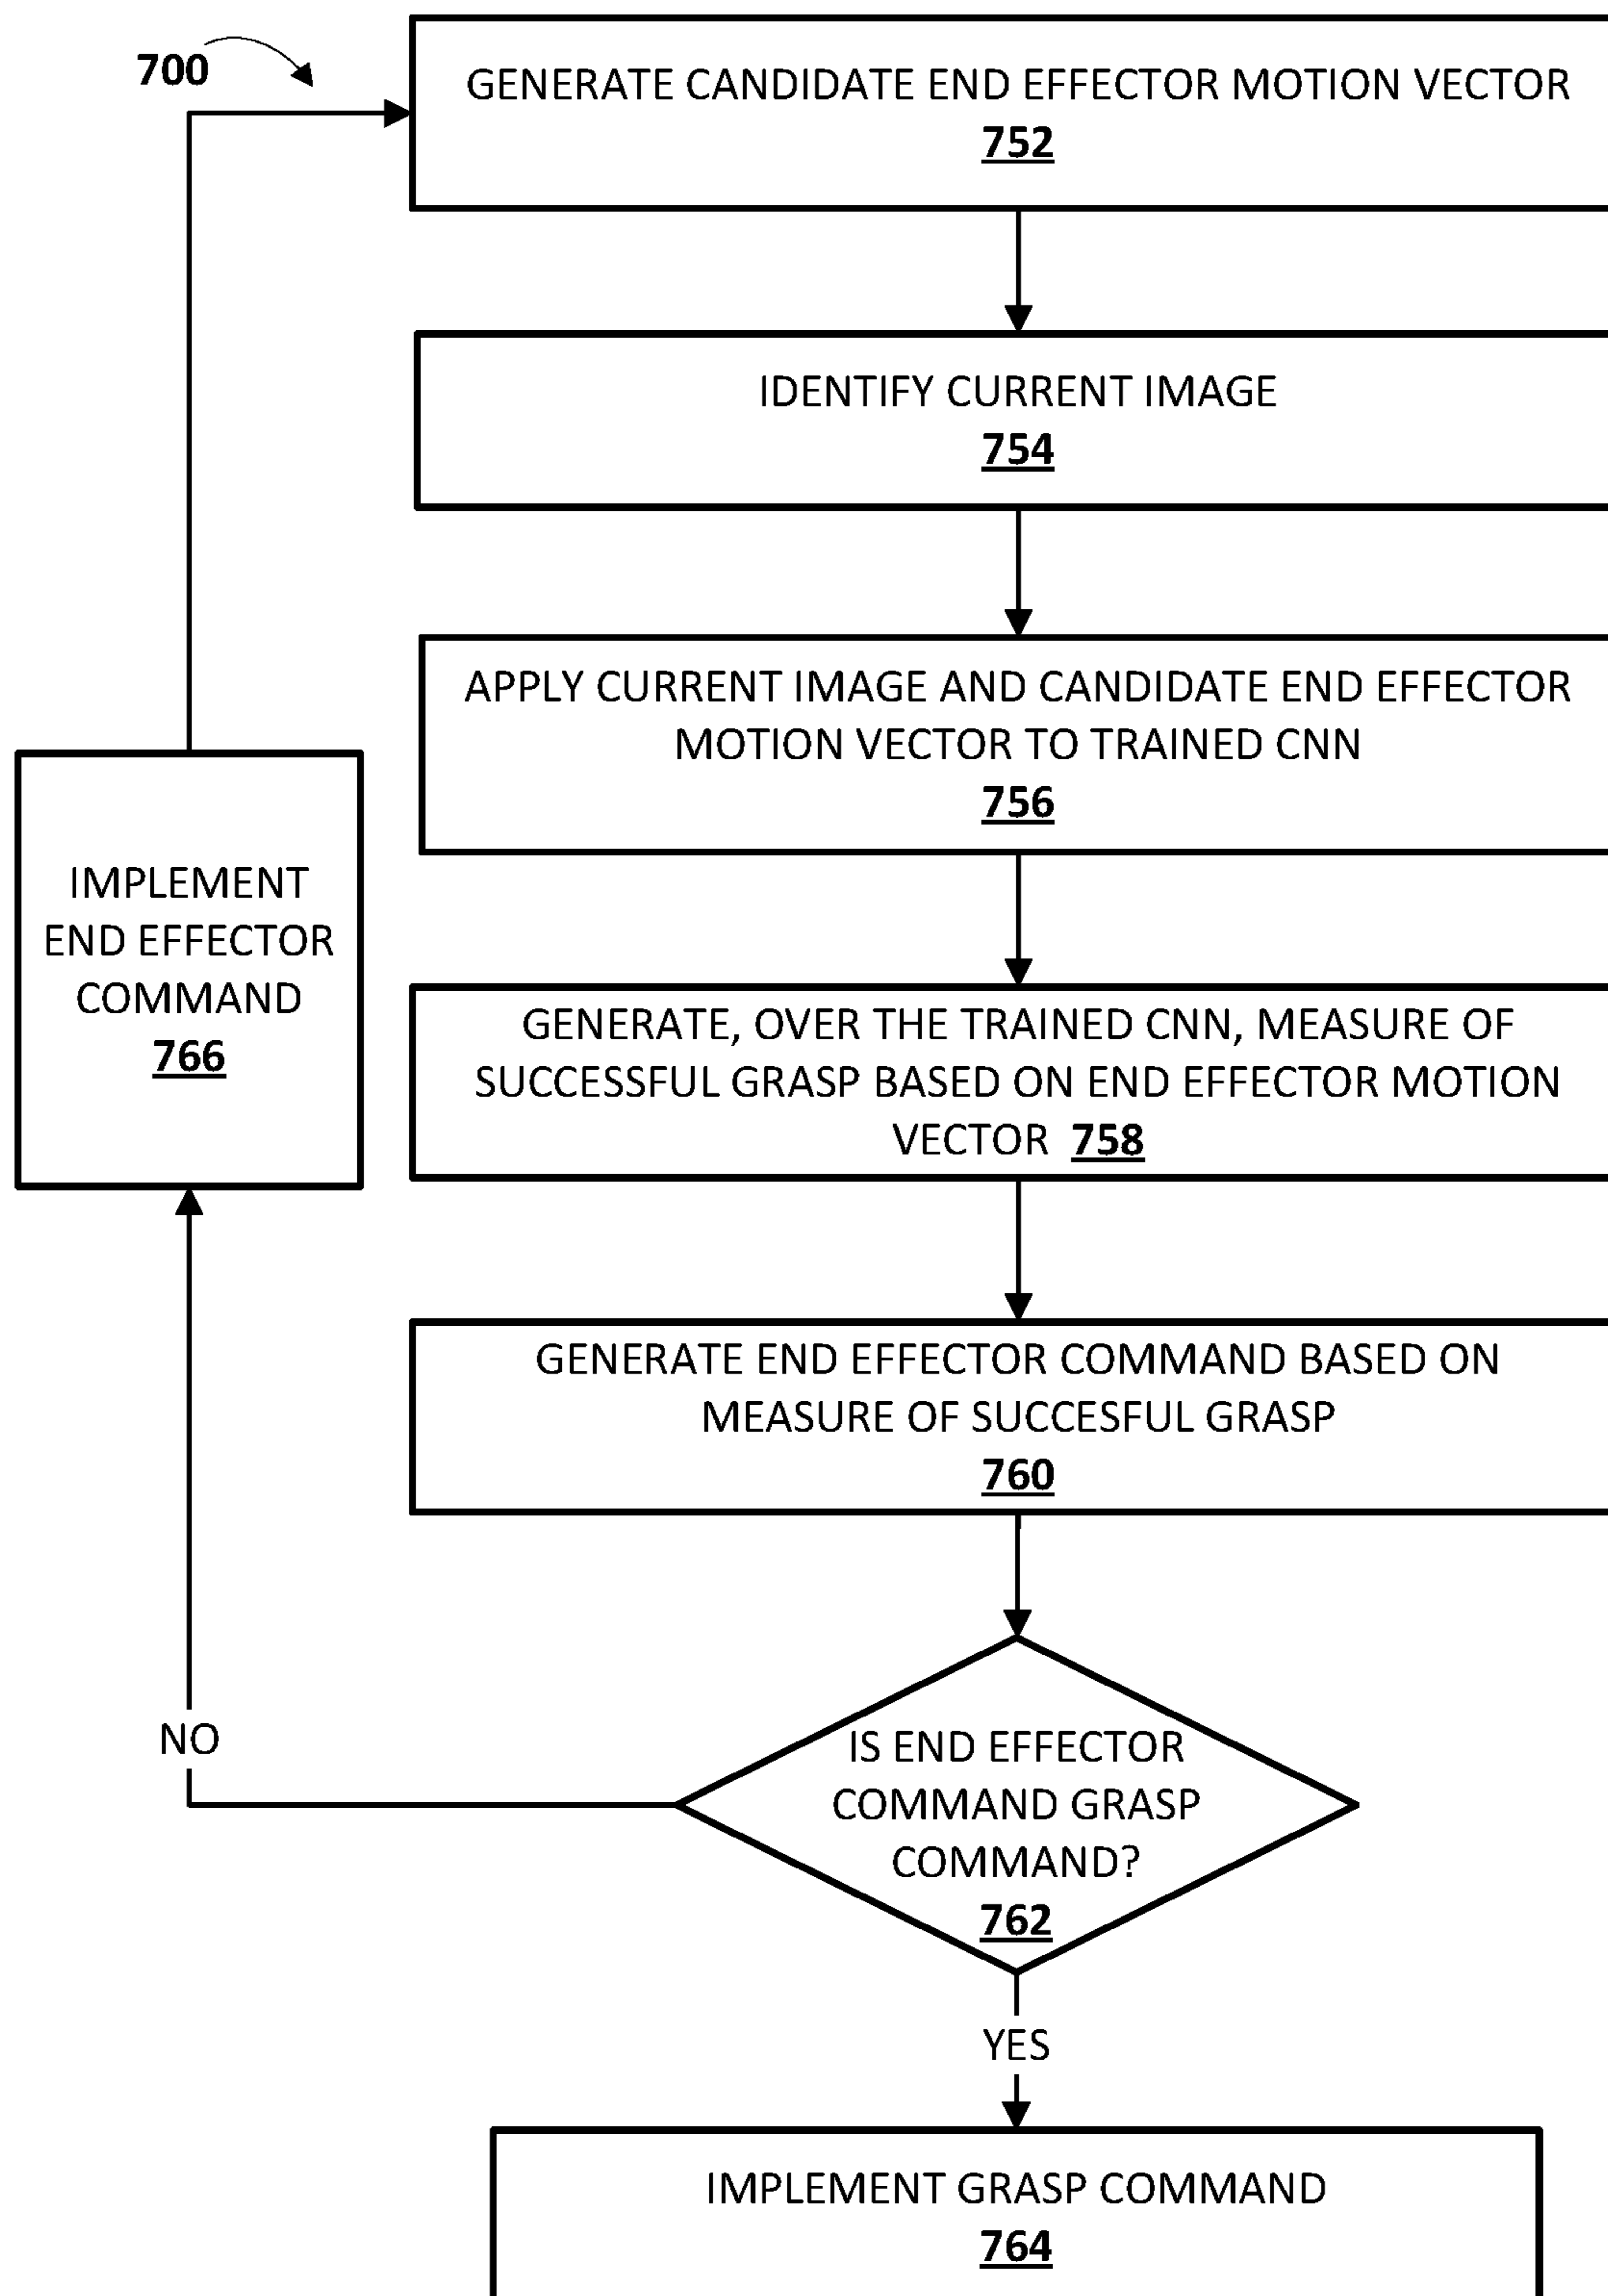 700
GENERATE CANDIDATE END EFFECTOR MOTION VECTOR
752
IDENTIFY CURRENT IMAGE
754
APPLY CURRENT IMAGE AND CANDIDATE END EFFECTOR
MOTION VECTOR TO TRAINED CNN
756
GENERATE, OVER THE TRAINED CNN, MEASURE OF
SUCCESSFUL GRASP BASED ON END EFFECTOR MOTION
VECTOR 758
GENERATE END EFFECTOR COMMAND BASED ON
MEASURE OF SUCCESFUL GRASP
760
IS END EFFECTOR
COMMAND GRASP
COMMAND?
762
YES
IMPLEMENT GRASP COMMAND
764
NO
IMPLEMENT
END EFFECTOR
COMMAND
766